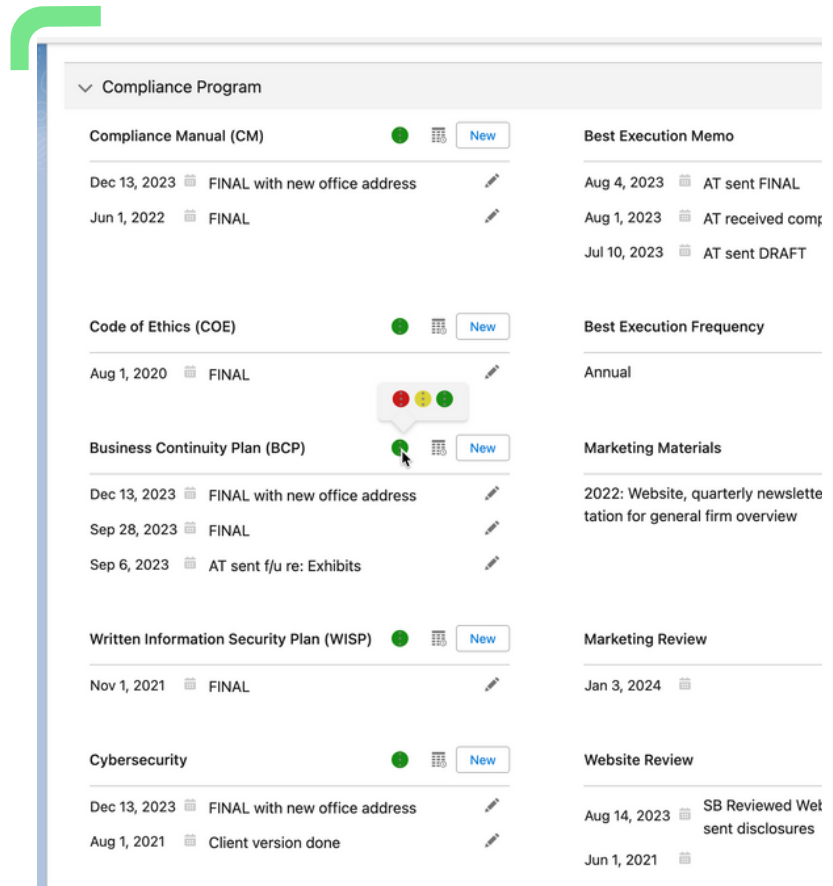 Compliance Program
Compliance Manual (CM)
New
Dec 13, 2023 FINAL with new office address
Jun 1, 2022 FINAL
Code of Ethics (COE)
New
Aug 1, 2020 FINAL
Business Continuity Plan (BCP)
New
Dec 13, 2023 FINAL with new office address
Sep 28, 2023 FINAL
Sep 6, 2023 AT sent f/u re: Exhibits
Written Information Security Plan (WISP)
New
Nov 1, 2021 FINAL
Cybersecurity
New
Dec 13, 2023 FINAL with new office address
Aug 1, 2021 Client version done
Best Execution Memo
Aug 4, 2023 AT sent FINAL
Aug 1, 2023 AT received
Jul 10, 2023 AT sent DRAFT
Best Execution Frequency
Annual
Marketing Materials
2022: Website, quarterly
tation for general firm overview
Marketing Review
Jan 3, 2024
Website Review
Aug 14, 2023 SB Reviewed
sent disclosures
Jun 1, 2021